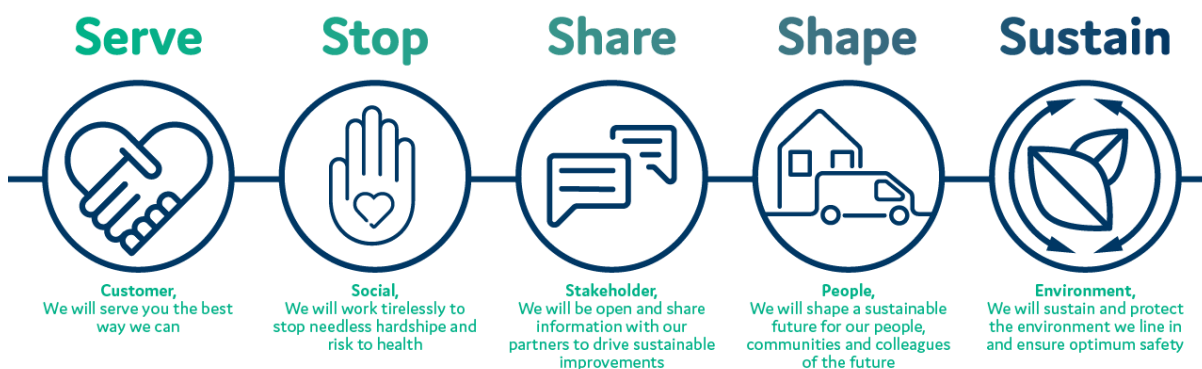 Serve
Stop
Share
Shape
Sustain
Customer,
We will serve you the best
way we can
Social,
We will work tirelessly to
stop needless hardshipe and
risk to health
Stakeholder,
We will be open and share
information with our
partners to drive sustainable
improvements
People,
We will shape a sustainable
future for our people,
communities and colleagues
of the future
Environment,
We will sustain and protect
the environment we line in
and ensure optimum safety